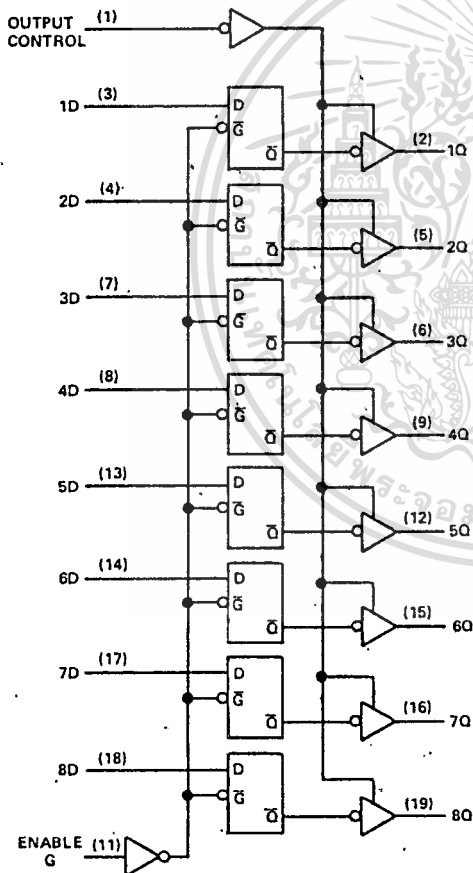 OUTPUT (1)
CONTROL
1D (3) D
G̅ Q̅ (2) 1Q
2D (4) D
G̅ Q̅ (5) 2Q
3D (7) D
G̅ Q̅ (6) 3Q
4D (8) D
G̅ Q̅ (9) 4Q
5D (13) D
G̅ Q̅ (12) 5Q
6D (14) D
G̅ Q̅ (15) 6Q
7D (17) D
G̅ Q̅ (16) 7Q
8D (18) D
G̅ Q̅ (19) 8Q
ENABLE (11)
G